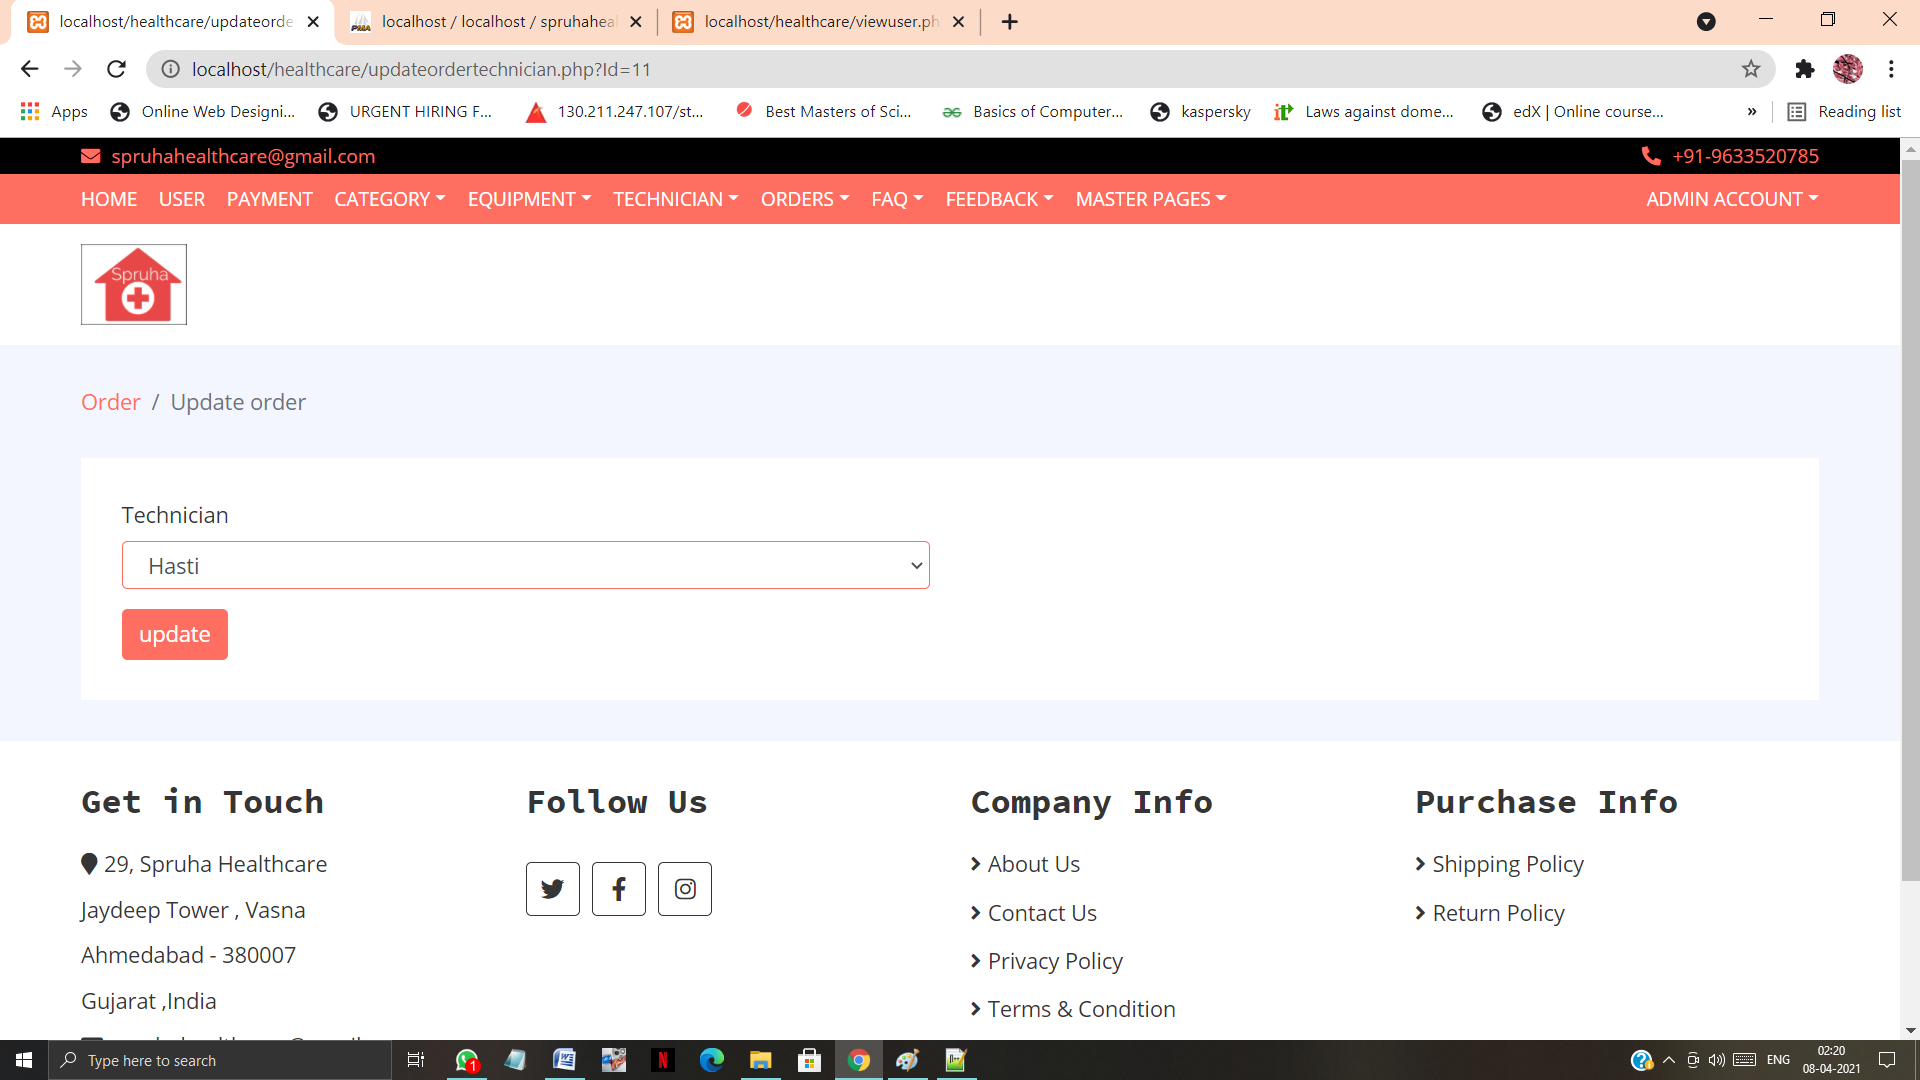 localhost/healthcare/updateorde
localhost / localhost / spruhaheal
localhost/healthcare/viewuser.ph
localhost/healthcare/updateordertechnician.php?Id=11
Apps
Online Web Designi...
URGENT HIRING F...
130.211.247.107/st...
Best Masters of Sci...
Basics of Computer...
kaspersky
Laws against dome...
edX | Online course...
»
Reading list
spruhahealthcare@gmail.com
+91-9633520785
HOME
USER
PAYMENT
CATEGORY
EQUIPMENT
TECHNICIAN
ORDERS
FAQ
FEEDBACK
MASTER PAGES
ADMIN ACCOUNT
Spruha
Order / Update order
Technician
Hasti
update
Get in Touch
29, Spruha Healthcare
Jaydeep Tower , Vasna
Ahmedabad - 380007
Gujarat ,India
Follow Us
Company Info
About Us
Contact Us
Privacy Policy
Terms & Condition
Purchase Info
Shipping Policy
Return Policy
Type here to search
1
ENG
02:20
08-04-2021